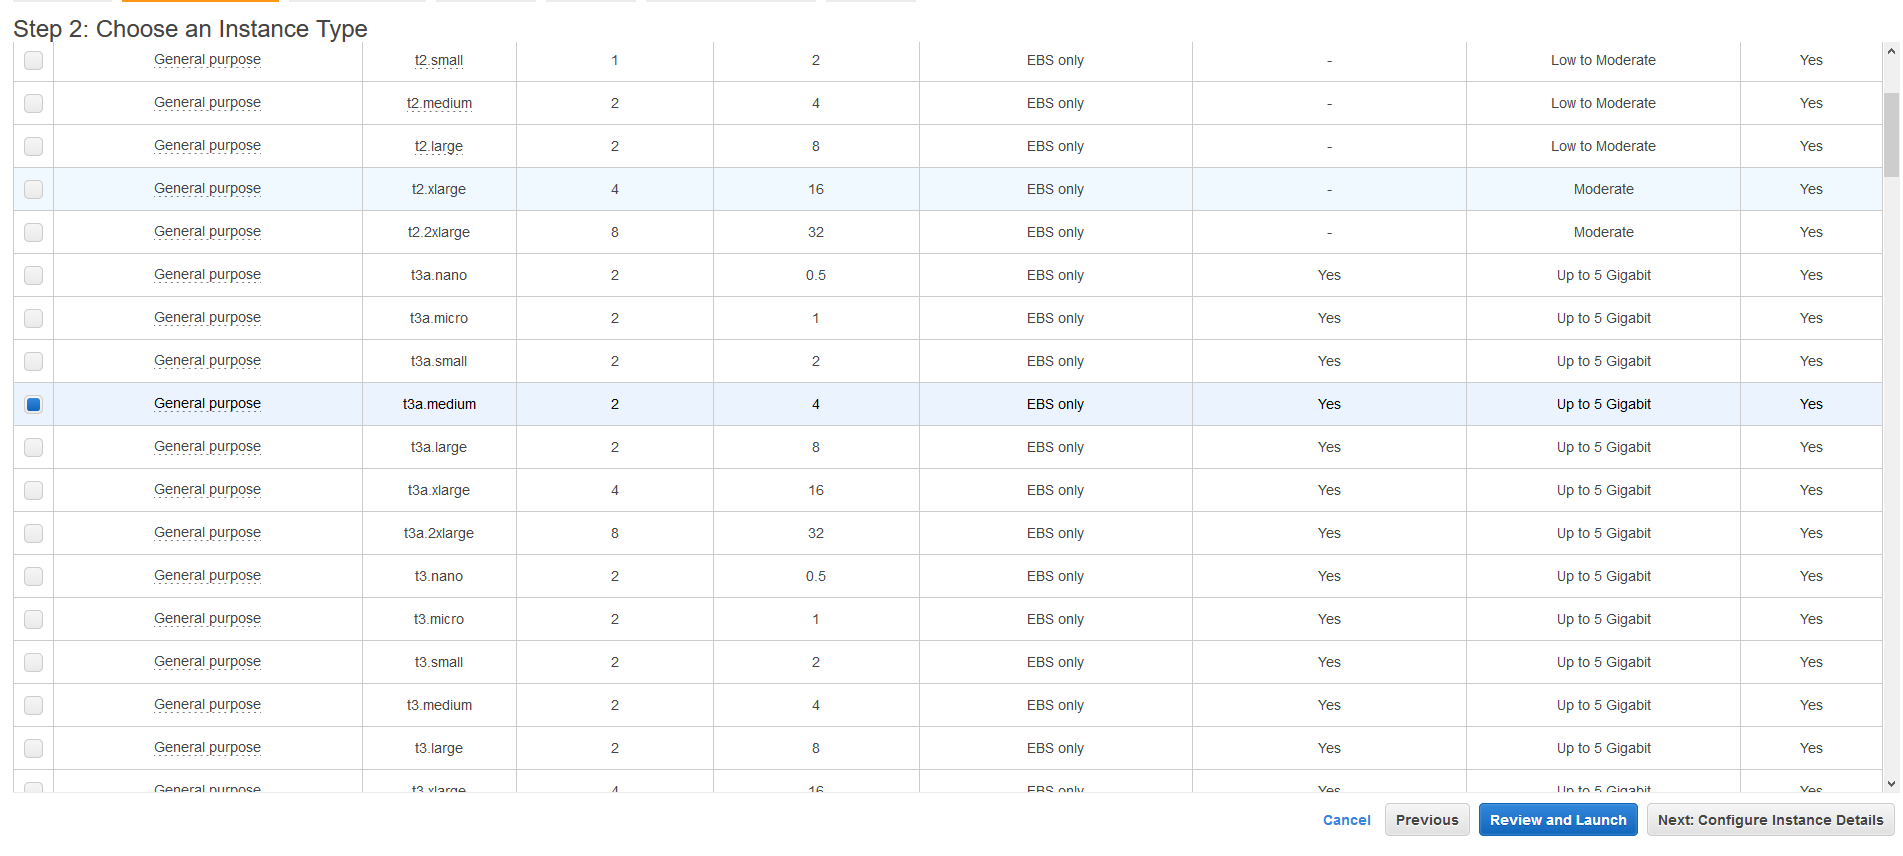 Step 2: Choose an Instance Type
General purpose t2.small 1 2 EBS only - Low to Moderate Yes
General purpose t2.medium 2 4 EBS only - Low to Moderate Yes
General purpose t2.large 2 8 EBS only - Low to Moderate Yes
General purpose t2.xlarge 4 16 EBS only - Moderate Yes
General purpose t2.2xlarge 8 32 EBS only - Moderate Yes
General purpose t3a.nano 2 0.5 EBS only Yes Up to 5 Gigabit Yes
General purpose t3a.micro 2 1 EBS only Yes Up to 5 Gigabit Yes
General purpose t3a.small 2 2 EBS only Yes Up to 5 Gigabit Yes
General purpose t3a.medium 2 4 EBS only Yes Up to 5 Gigabit Yes
General purpose t3a.large 2 8 EBS only Yes Up to 5 Gigabit Yes
General purpose t3a.xlarge 4 16 EBS only Yes Up to 5 Gigabit Yes
General purpose t3a.2xlarge 8 32 EBS only Yes Up to 5 Gigabit Yes
General purpose t3.nano 2 0.5 EBS only Yes Up to 5 Gigabit Yes
General purpose t3.micro 2 1 EBS only Yes Up to 5 Gigabit Yes
General purpose t3.small 2 2 EBS only Yes Up to 5 Gigabit Yes
General purpose t3.medium 2 4 EBS only Yes Up to 5 Gigabit Yes
General purpose t3.large 2 8 EBS only Yes Up to 5 Gigabit Yes
General purpose t3.xlarge 4 16 EBS only Yes Up to 5 Gigabit Yes
Cancel Previous Review and Launch Next: Configure Instance Details